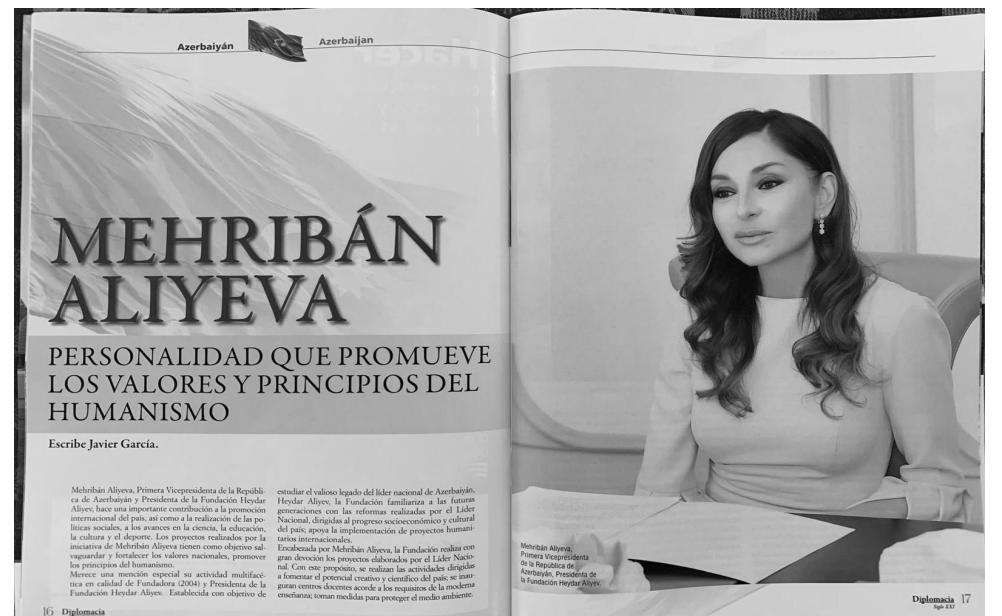 Azerbaiyán
Azerbaijan
MEHRIBÁN
ALIYEVA
PERSONALIDAD QUE PROMUEVE
LOS VALORES Y PRINCIPIOS DEL
HUMANISMO
Escribe Javier García.
Mehribán Aliyeva, Primera Vicepresidenta de la Repúbli-
ca de Azerbaiyán y Presidenta de la Fundación Heydar
Aliyev, hace una importante contribución a la promoción
internacional del país, así como a la realización de las po-
líticas sociales, a los avances en la ciencia, la educación,
la cultura y el deporte. Los proyectos realizados por la
iniciativa de Mehribán Aliyeva tienen como objetivo sal-
vaguardar y fortalecer los valores nacionales, promover
los principios del humanismo.
Merece una mención especial su actividad multifacé-
tica en calidad de Fundadora (2004) y Presidenta de la
Fundación Heydar Aliyev. Establecida con objetivo de
estudiar el valioso legado del líder nacional de Azerbaiyán,
Heydar Aliyev, la Fundación familiariza a las futuras
generaciones con las reformas realizadas por el Líder
Nacional, dirigidas al progreso socioeconómico y cultural
del país; apoya la implementación de proyectos humani-
tarios internacionales.
Encabezada por Mehribán Aliyeva, la Fundación realiza con
gran devoción los proyectos elaborados por el Líder Nacio-
nal. Con este propósito, se realizan las actividades dirigidas
a fomentar el potencial creativo y científico del país; se inau-
guran centros docentes acorde a los requisitos de la moderna
enseñanza; toman medidas para proteger el medio ambiente.
16 Diplomacia
Mehribán Aliyeva,
Primera Vicepresidenta
de la República de
Azerbaiyán, Presidenta de
la Fundación Heydar Aliyev.
Diplomacia 17
Siglo XXI